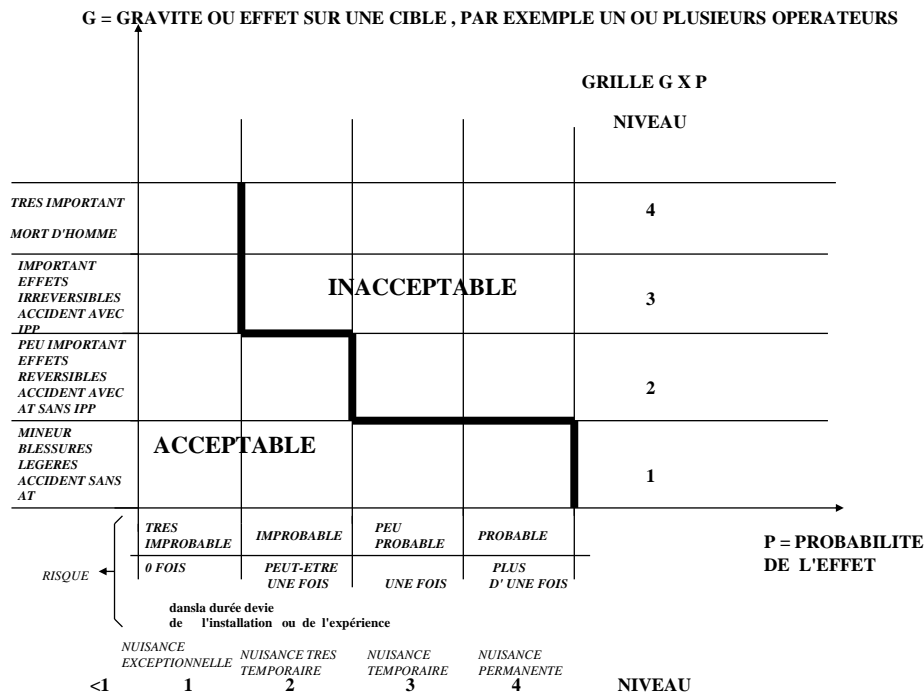 G = GRAVITE OU EFFET SUR UNE CIBLE , PAR EXEMPLE UN OU PLUSIEURS OPERATEURS
GRILLE G X P
NIVEAU
TRES IMPORTANT
MORT D'HOMME
4
IMPORTANT
EFFETS
IRREVERSIBLES
ACCIDENT AVEC
IPP
INACCEPTABLE
3
PEU IMPORTANT
EFFETS
REVERSIBLES
ACCIDENT AVEC
AT SANS IPP
2
MINEUR
BLESSURES
LEGERES
ACCIDENT SANS
AT
ACCEPTABLE
1
TRES
IMPROBABLE
IMPROBABLE
PEU
PROBABLE
PROBABLE
P = PROBABILITE
DE L'EFFET
RISQUE
0 FOIS
PEUT-ETRE
UNE FOIS
UNE FOIS
PLUS
D' UNE FOIS
dansla durée devie
de l'installation ou de l'expérience
NUISANCE
EXCEPTIONNELLE
NUISANCE TRES
TEMPORAIRE
NUISANCE
TEMPORAIRE
NUISANCE
PERMANENTE
<1 1 2 3 4 NIVEAU